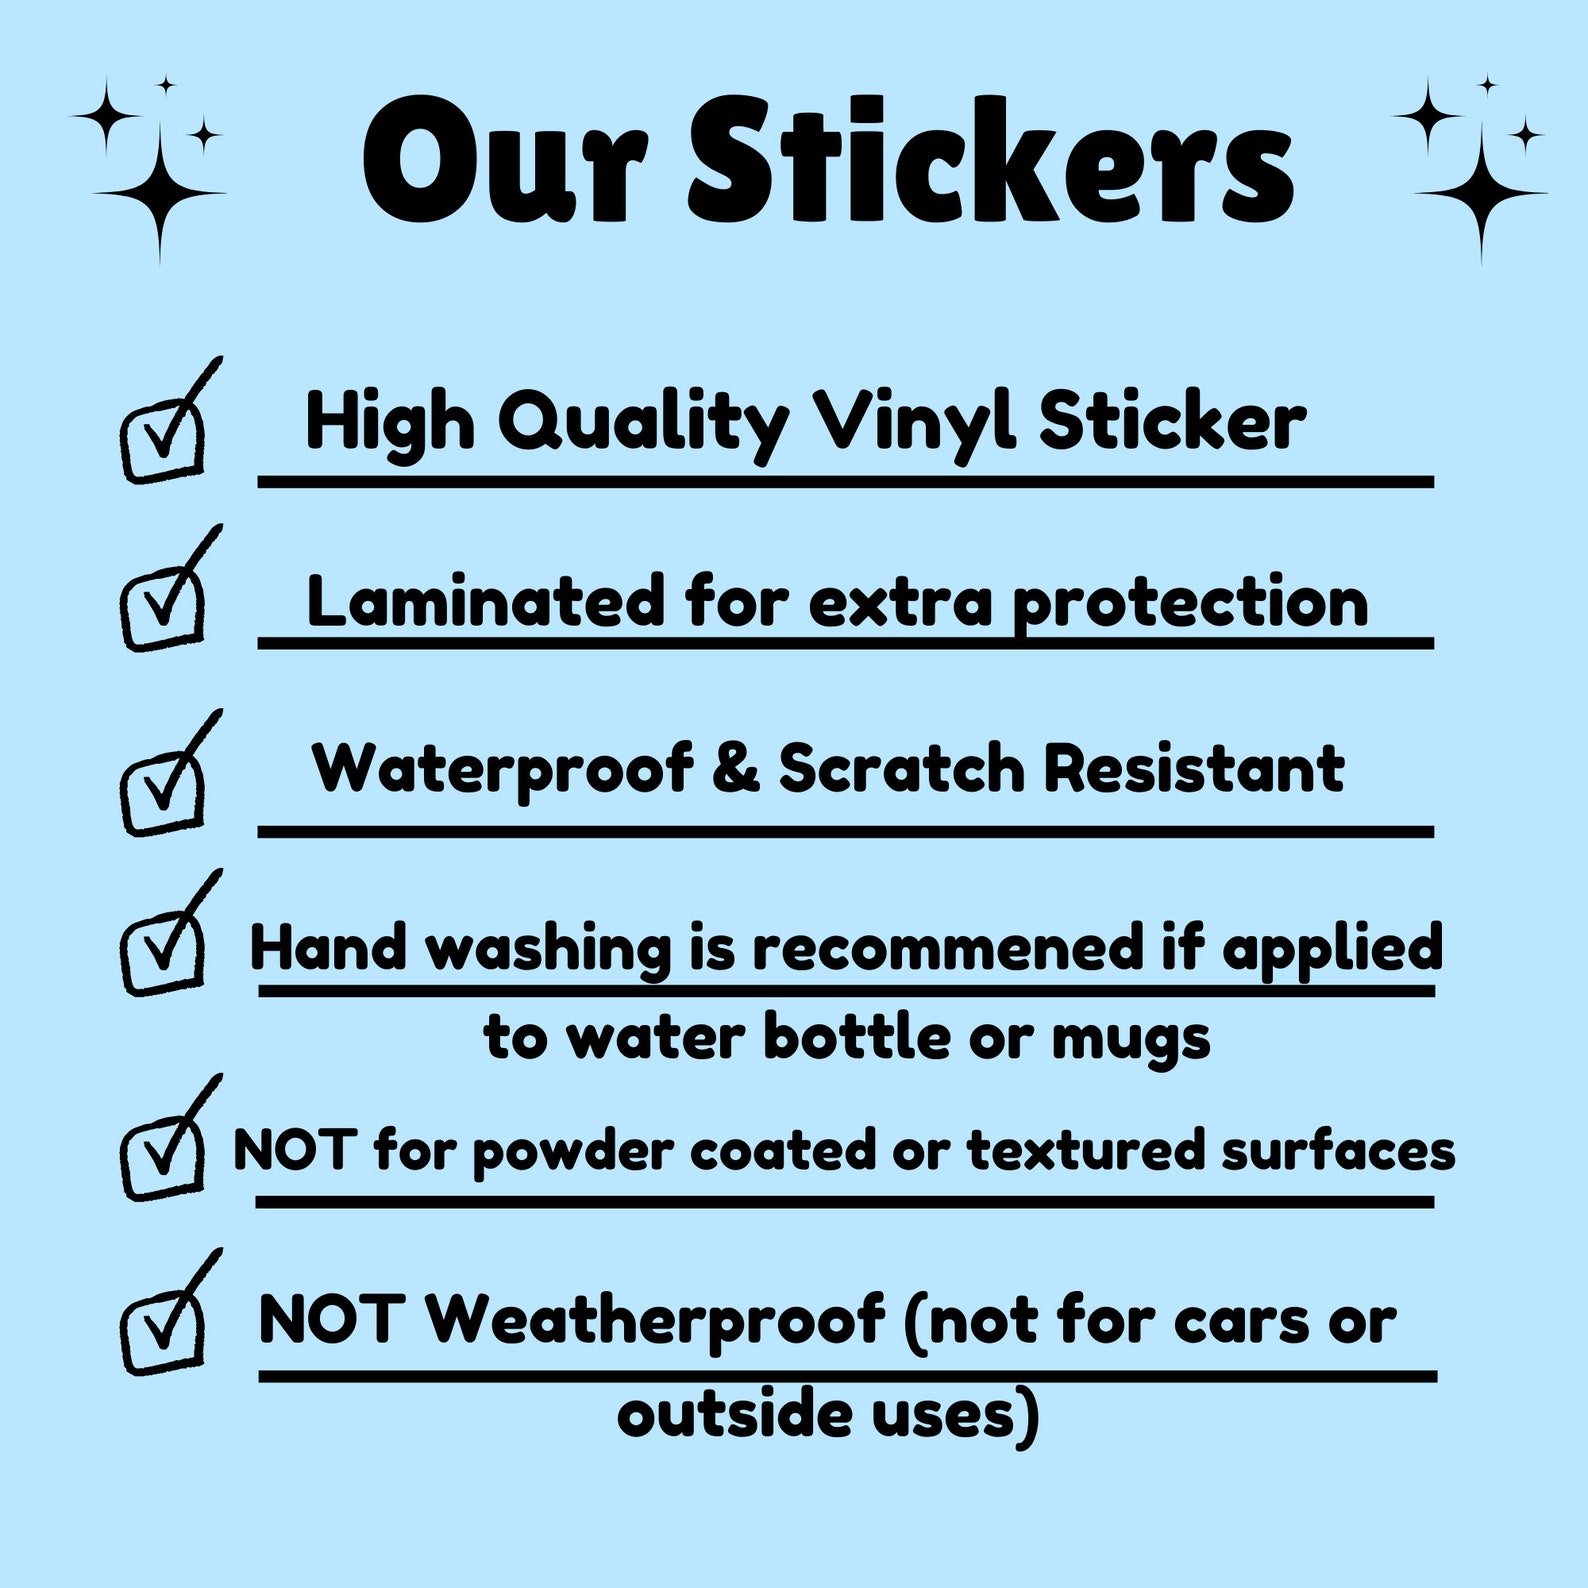 Our Stickers
High Quality Vinyl Sticker
Laminated for extra protection
Waterproof & Scratch Resistant
Hand washing is recommened if applied
to water bottle or mugs
NOT for powder coated or textured surfaces
NOT Weatherproof (not for cars or
outside uses)